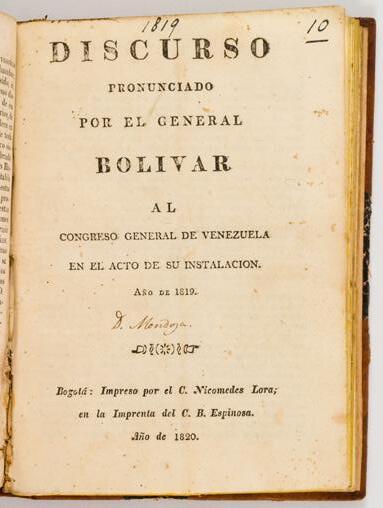 1819
10
DISCURSO
PRONUNCIADO
POR EL GENERAL
BOLIVAR
AL
CONGRESO GENERAL DE VENEZUELA
EN EL ACTO DE SU INSTALACION.
AÑO DE 1819.
D. Mendoza.
Bogotá: Impreso por el C. Nicomedes Lora,
en la Imprenta del C. B. Espinosa.
Año de 1820.